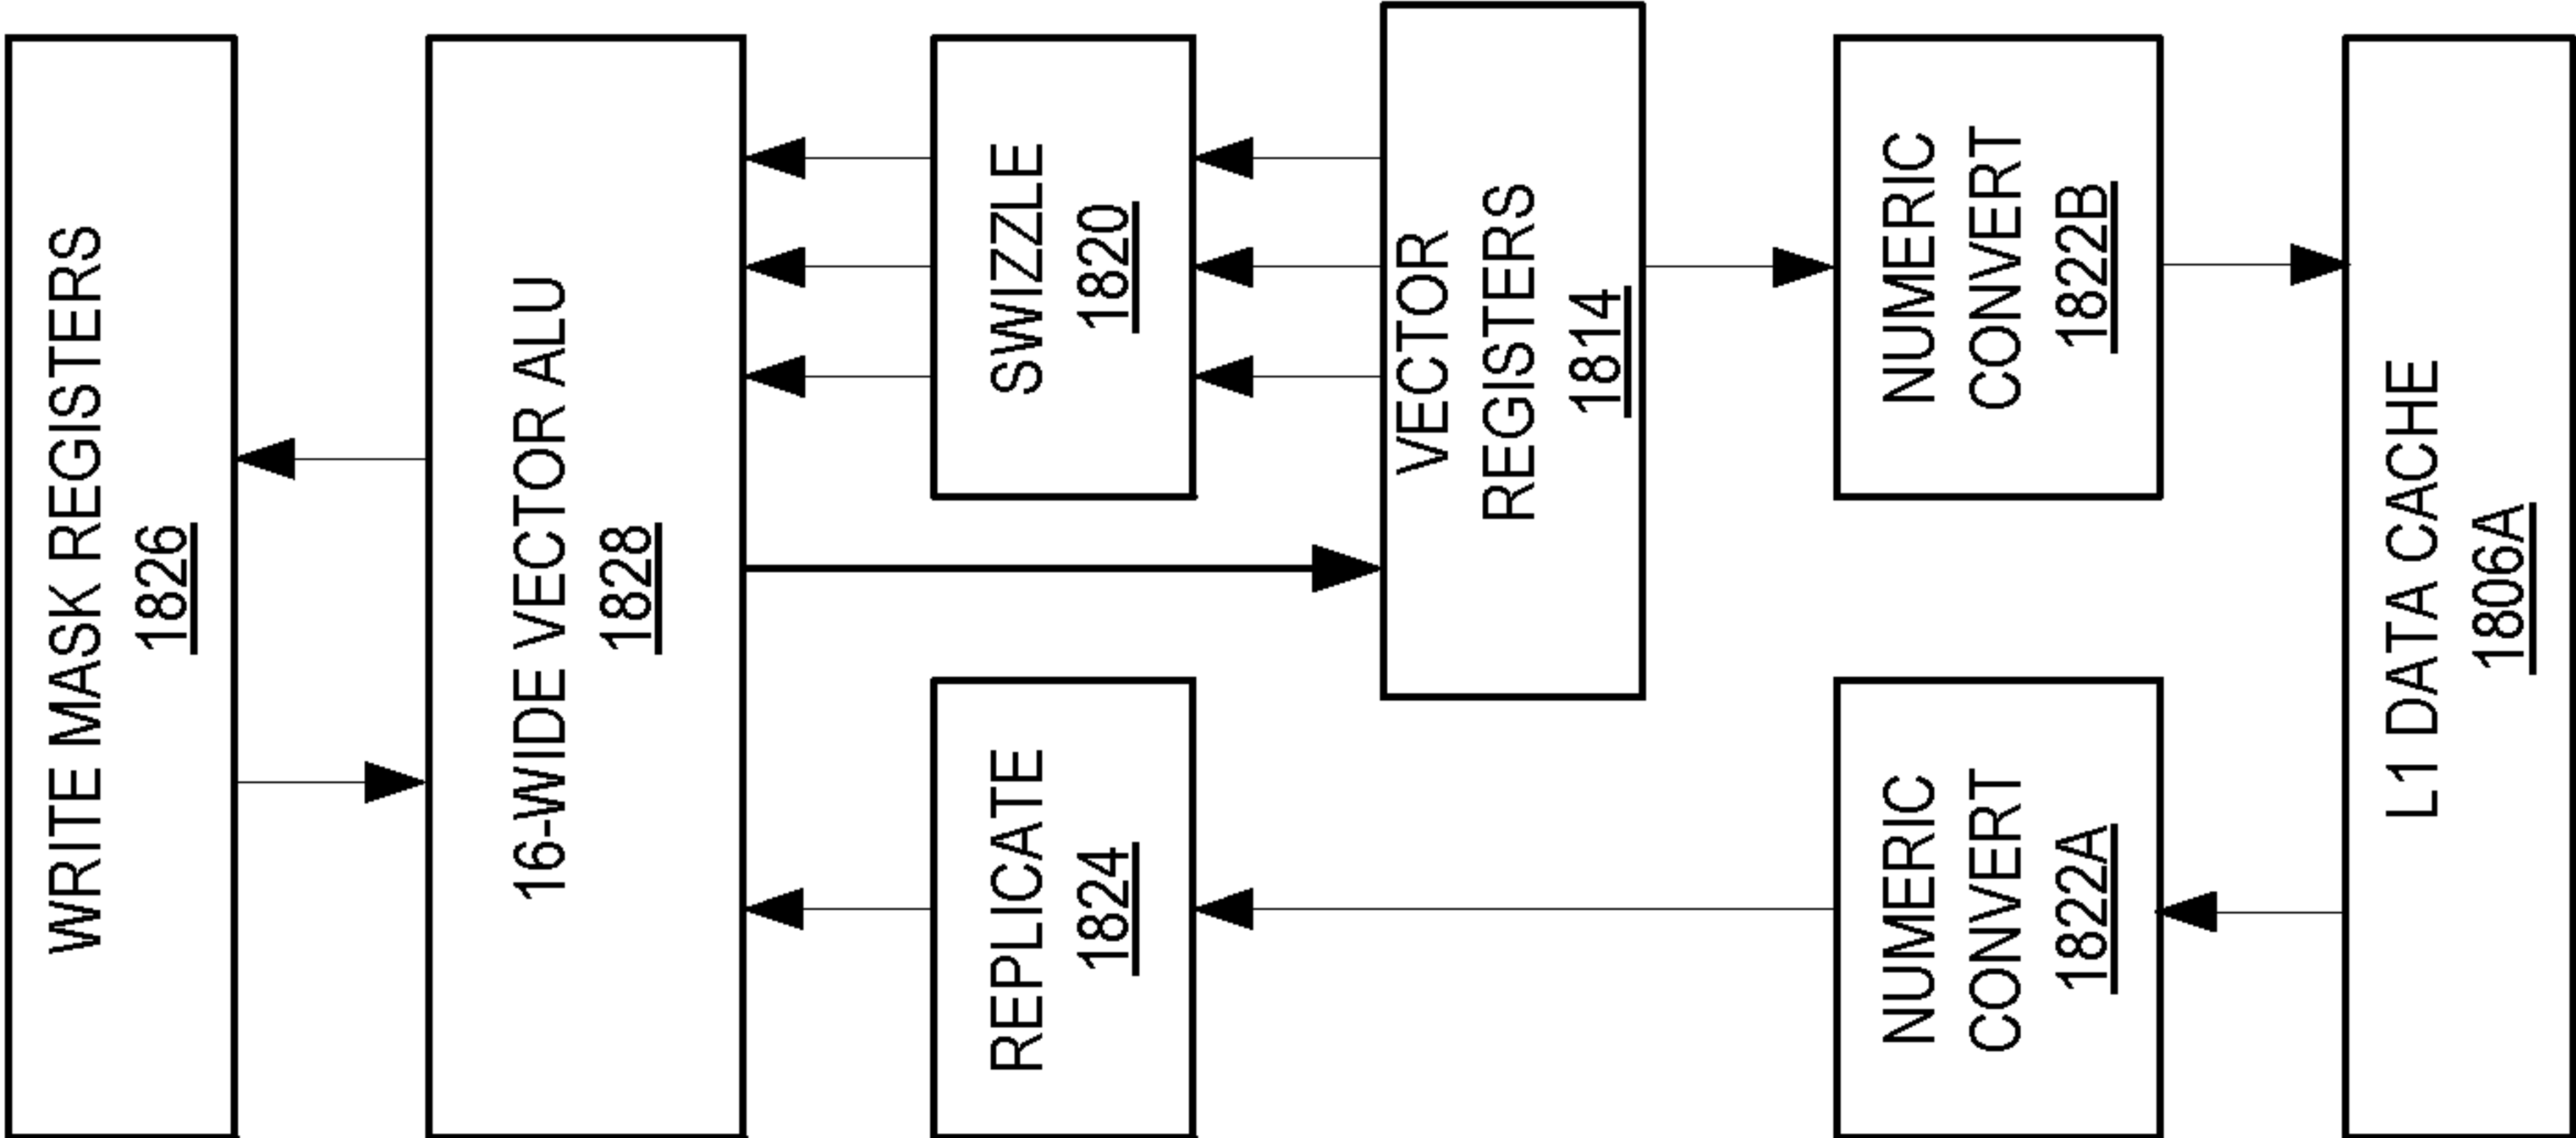 WRITE MASK REGISTERS
1826
16-WIDE VECTOR ALU
1828
REPLICATE
1824
SWIZZLE
1820
VECTOR
REGISTERS
1814
NUMERIC
CONVERT
1822A
NUMERIC
CONVERT
1822B
L1 DATA CACHE
1806A